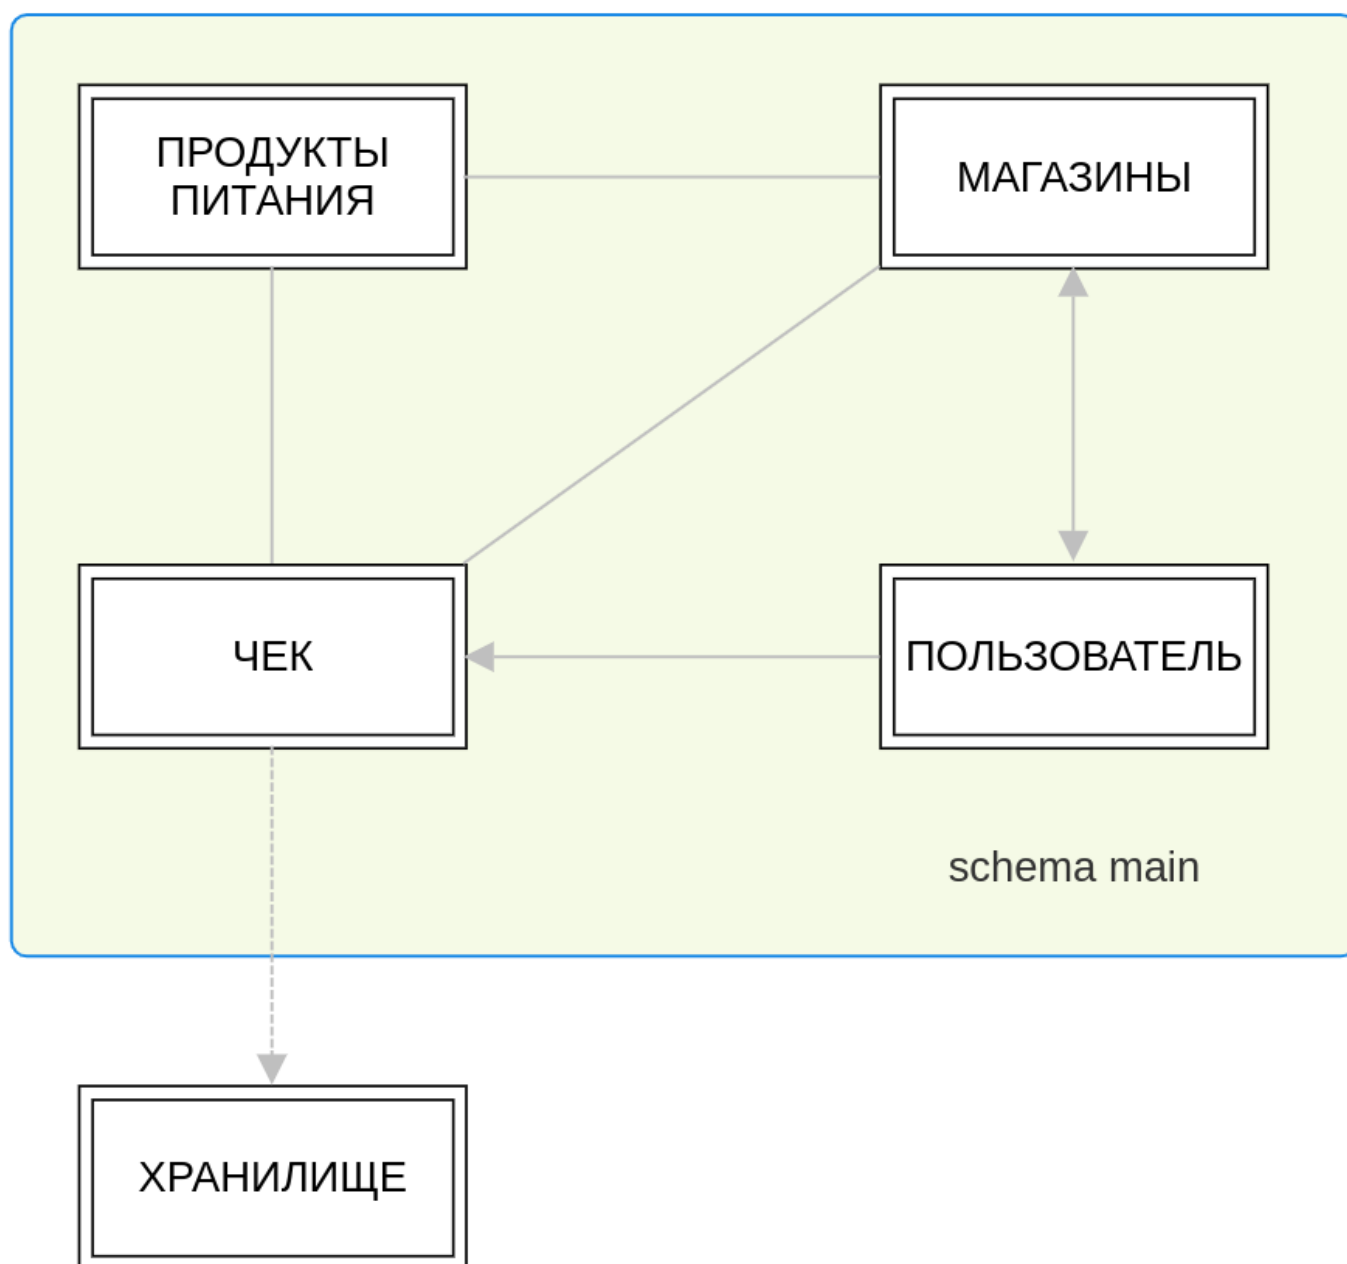 ПРОДУКТЫ
ПИТАНИЯ
МАГАЗИНЫ
ЧЕК
ПОЛЬЗОВАТЕЛЬ
schema main
ХРАНИЛИЩЕ